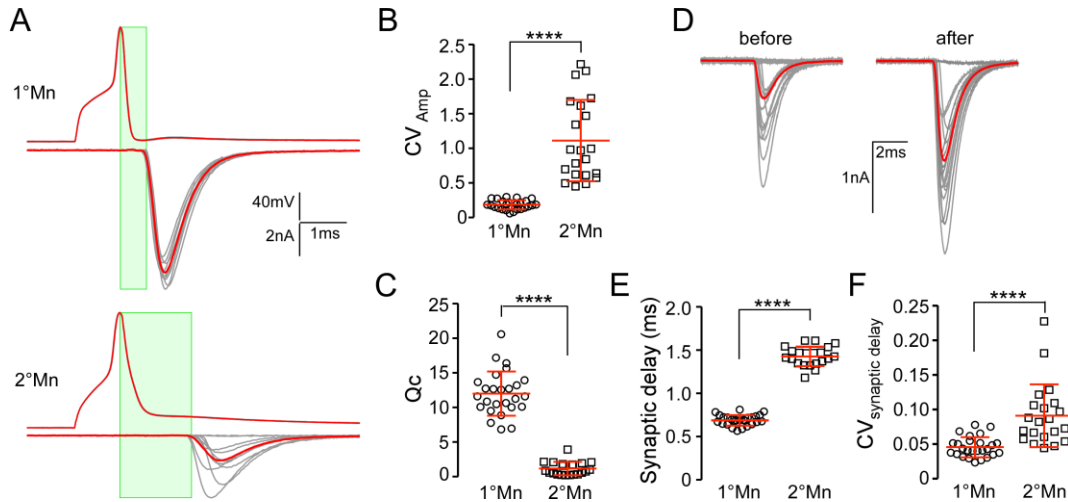 A
1°Mn
40mV
2nA
1ms
2°Mn
B
****
CV Amp
2.5
2.0
1.5
1.0
0.5
0
1°Mn
2°Mn
C
****
Qc
25
20
15
10
5
0
1°Mn
2°Mn
D
before
after
2ms
1nA
E
****
Synaptic delay (ms)
2.0
1.5
1.0
0.5
0.0
1°Mn
2°Mn
F
****
CV synaptic delay
0.25
0.20
0.15
0.10
0.05
0.00
1°Mn
2°Mn